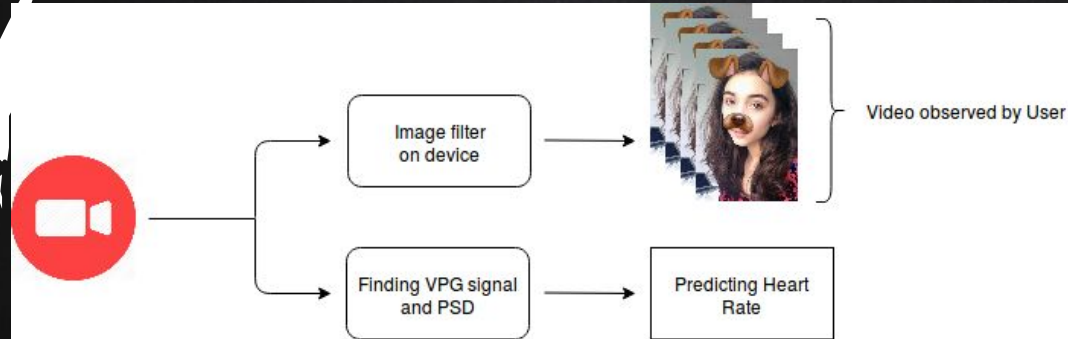 Image filter
on device
Video observed by User
Finding VPG signal
and PSD
Predicting Heart
Rate